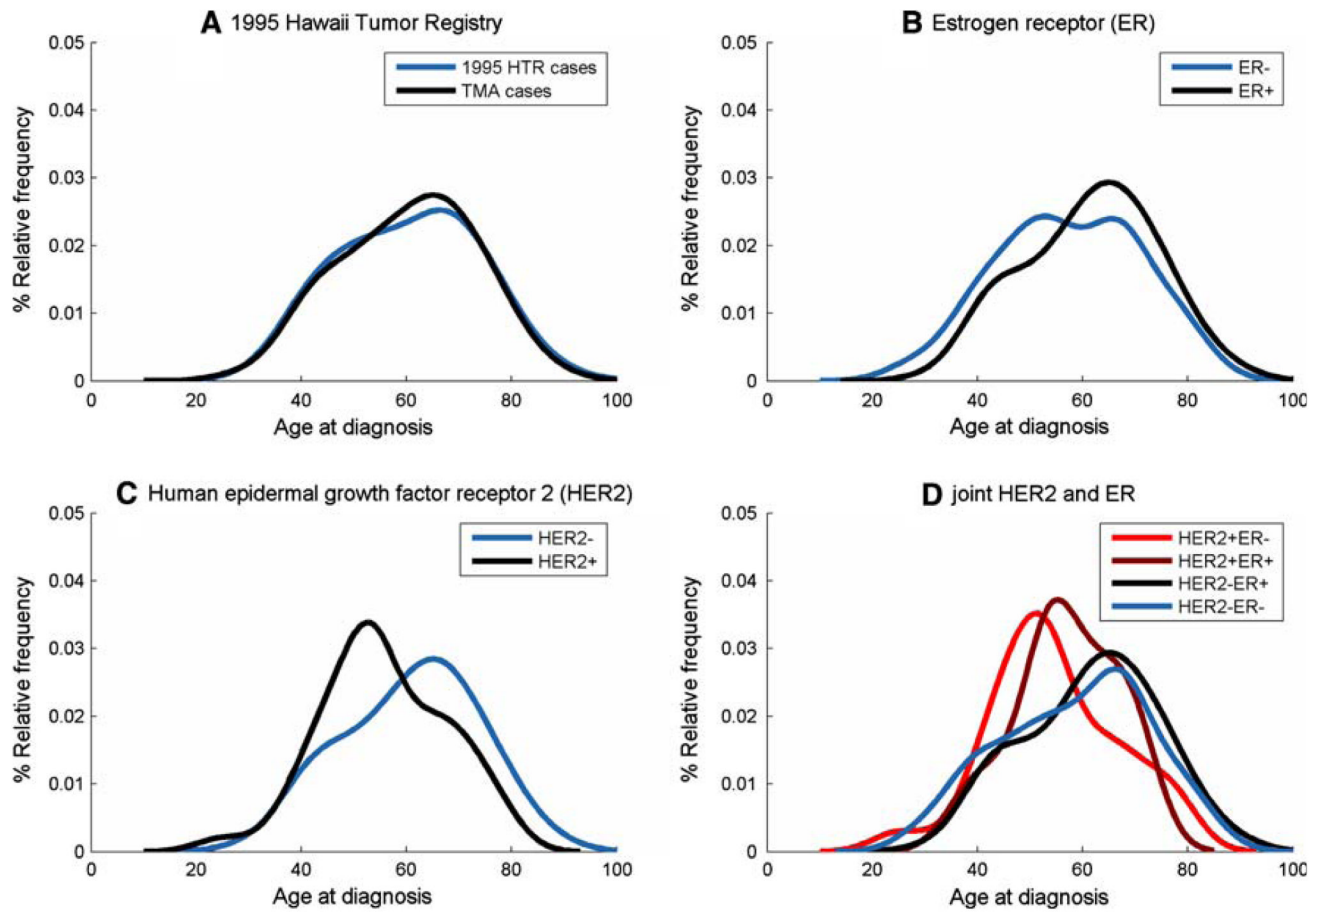 A 1995 Hawaii Tumor Registry
0.05
0.04
0.03
0.02
0.01
0
% Relative frequency
1995 HTR cases
TMA cases
0 20 40 60 80 100
Age at diagnosis
B Estrogen receptor (ER)
0.05
0.04
0.03
0.02
0.01
0
% Relative frequency
ER-
ER+
0 20 40 60 80 100
Age at diagnosis
C Human epidermal growth factor receptor 2 (HER2)
0.05
0.04
0.03
0.02
0.01
0
% Relative frequency
HER2-
HER2+
0 20 40 60 80 100
Age at diagnosis
D joint HER2 and ER
0.05
0.04
0.03
0.02
0.01
0
% Relative frequency
HER2+ER-
HER2+ER+
HER2-ER+
HER2-ER-
0 20 40 60 80 100
Age at diagnosis